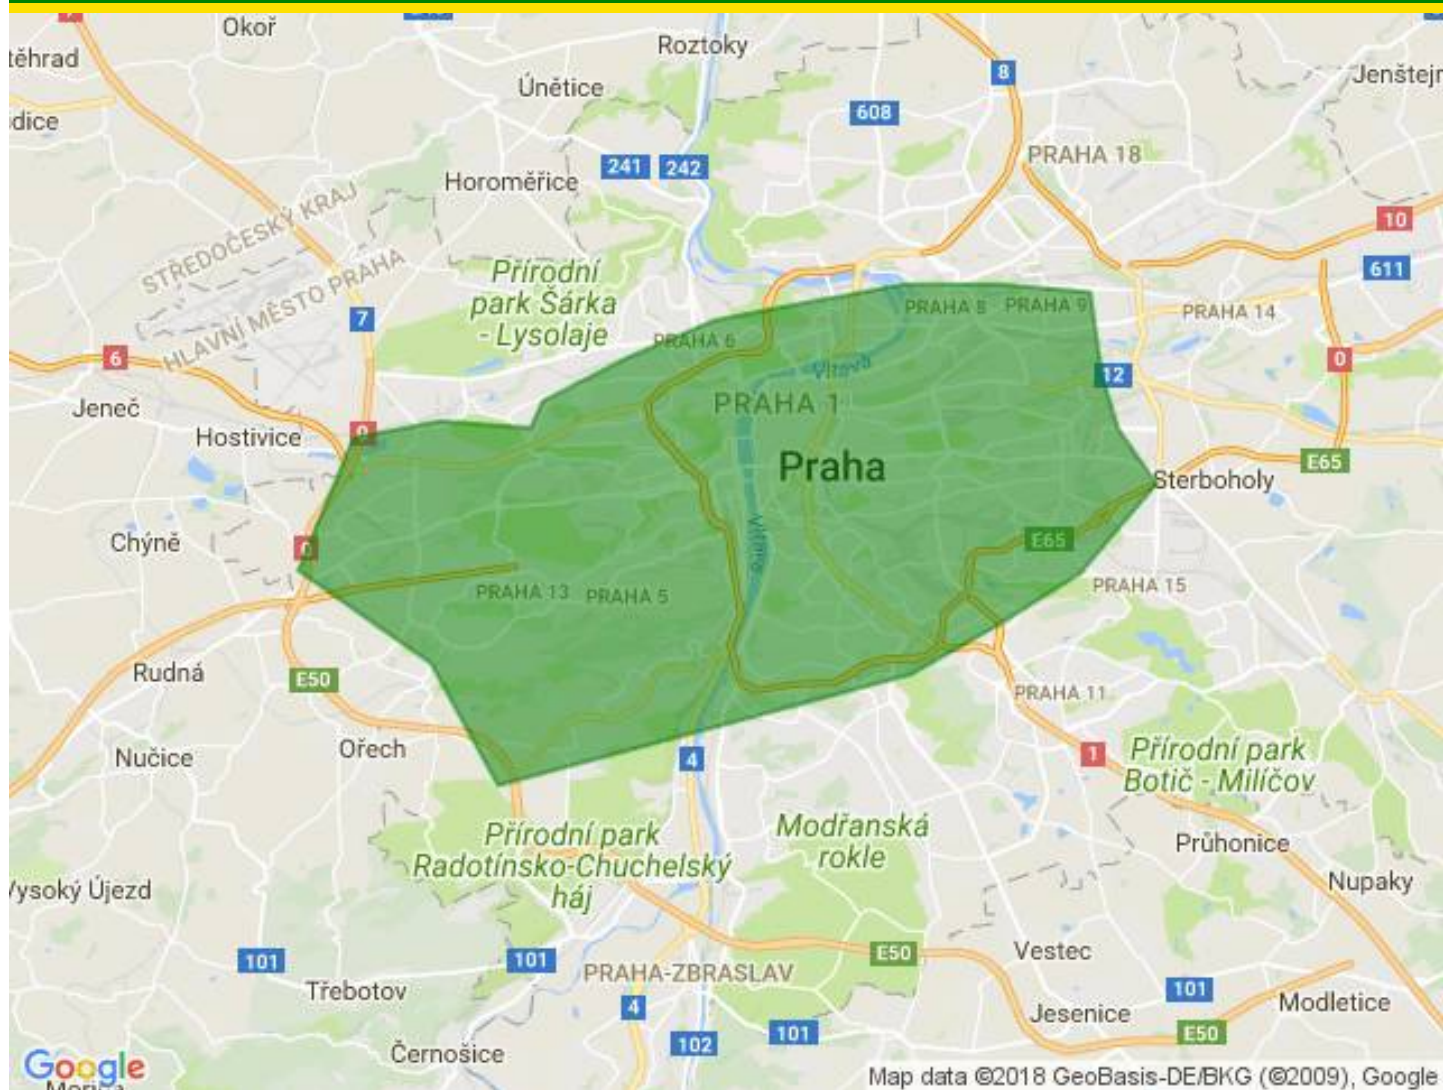 Okoř
Roztoky
těhrad
Únětice
8
Jenštejr
608
dice
PRAHA 18
241
242
Horoměřice
STŘEDOČESKÝ KRAJ
10
HLAVNÍ MĚSTO PRAHA
Přírodní
park Šárka
- Lysolaje
611
7
PRAHA 8
PRAHA 9
PRAHA 14
PRAHA 6
6
0
Vltava
12
Jeneč
PRAHA 1
Hostivice
0
Praha
E65
Sterboholy
Chýně
0
Vltava
E65
PRAHA 13
PRAHA 5
PRAHA 15
Rudná
E50
PRAHA 11
Ořech
Nučice
4
1
Přírodní park
Botič - Milíčov
Přírodní park
Radotínsko-Chuchelský
háj
Modřanská
rokle
Průhonice
Vysoký Újezd
Nupaky
101
101
E50
Vestec
PRAHA-ZBRASLAV
Třebotov
4
101
Modletice
Jesenice
102
101
E50
Černošice
Google
Map data ©2018 GeoBasis-DE/BKG (©2009), Google